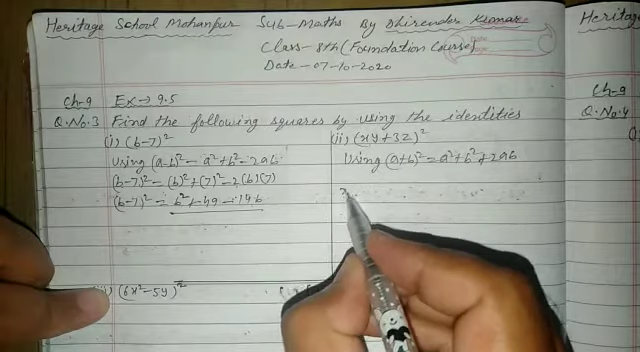 Heritage School Mohanpur Sub-Maths By Dhirender Kumar
Class-8th (Foundation Course)
Date-07-10-2020
Ch-9 Ex→9.5
Q.No.3 Find the following squares by using the identities
(i) (b-7)²
Using (a-b)² = a²+b²-2ab
(b-7)² = (b)²+(7)²-2(b)(7)
(b-7)² = b²+49-14b
(ii) (xy+3z)²
Using (a+b)² = a²+b²+2ab
(6x²-5y)²
Heritage
Ch-9
Q.No.4